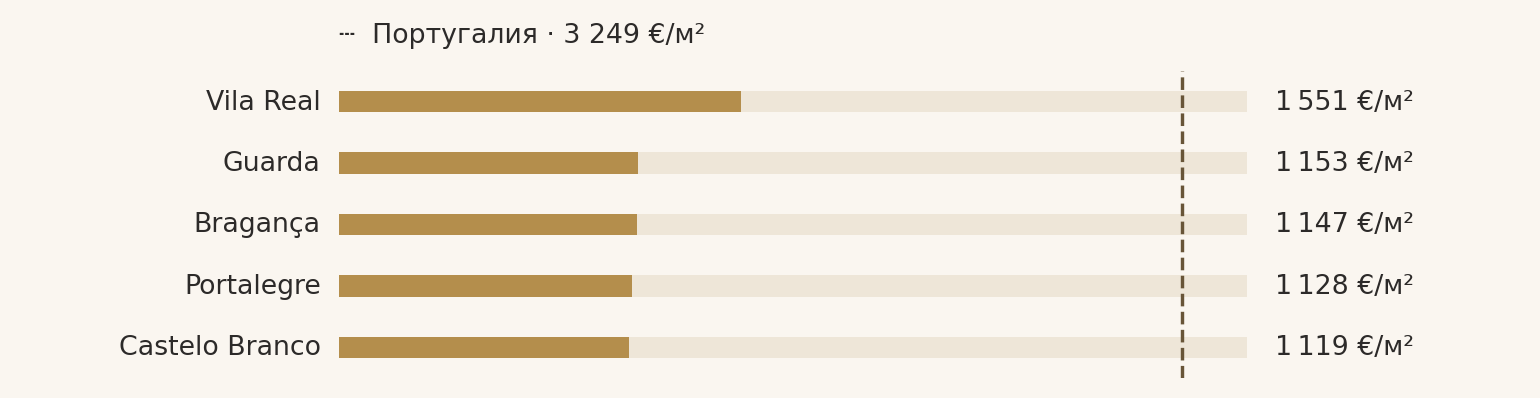 --- Португалия · 3 249 €/м²
Vila Real 1 551 €/м²
Guarda 1 153 €/м²
Bragança 1 147 €/м²
Portalegre 1 128 €/м²
Castelo Branco 1 119 €/м²